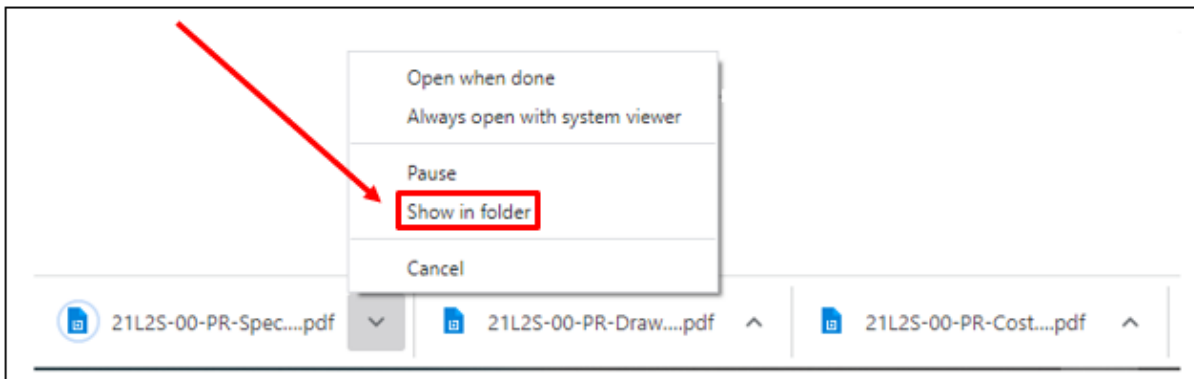 Open when done
Always open with system viewer
Pause
Show in folder
Cancel
21L2S-00-PR-Spec....pdf
21L2S-00-PR-Draw....pdf
21L2S-00-PR-Cost....pdf